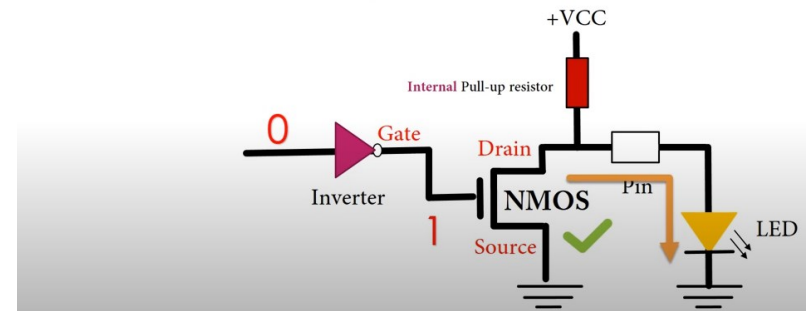 +VCC
Internal Pull-up resistor
0
Gate
Drain
Pin
Inverter
NMOS
1
Source
LED